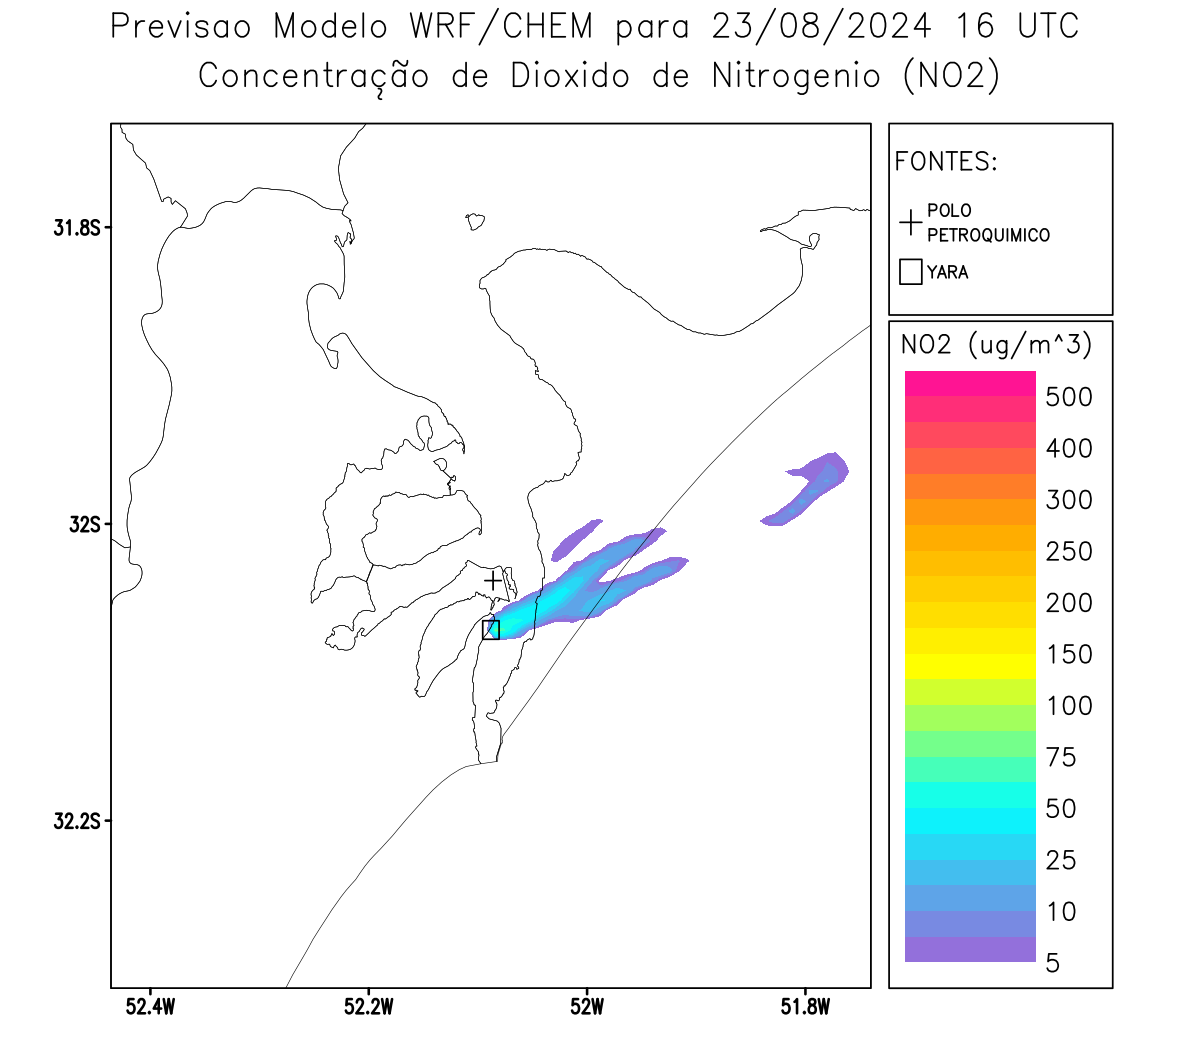 Previsao Modelo WRF/CHEM para 23/08/2024 16 UTC
Concentração de Dioxido de Nitrogenio (NO2)
FONTES:
POLO
PETROQUIMICO
YARA
31.8S
32S
32.2S
52.4W
52.2W
52W
51.8W
NO2 (ug/m^3)
500
400
300
250
200
150
100
75
50
25
10
5